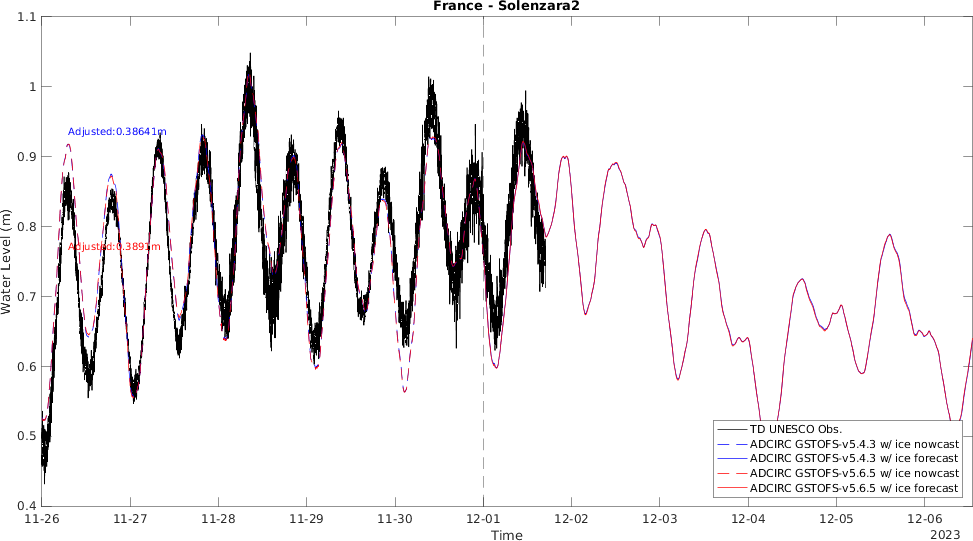 France - Solenzara2
1.1
1
0.9
0.8
0.7
0.6
0.5
0.4
Water Level (m)
Adjusted:0.38641m
Adjusted:0.3891m
TD UNESCO Obs.
ADCIRC GSTOFS-v5.4.3 w/ ice nowcast
ADCIRC GSTOFS-v5.4.3 w/ ice forecast
ADCIRC GSTOFS-v5.6.5 w/ ice nowcast
ADCIRC GSTOFS-v5.6.5 w/ ice forecast
11-26 11-27 11-28 11-29 11-30 12-01 12-02 12-03 12-04 12-05 12-06
Time
2023